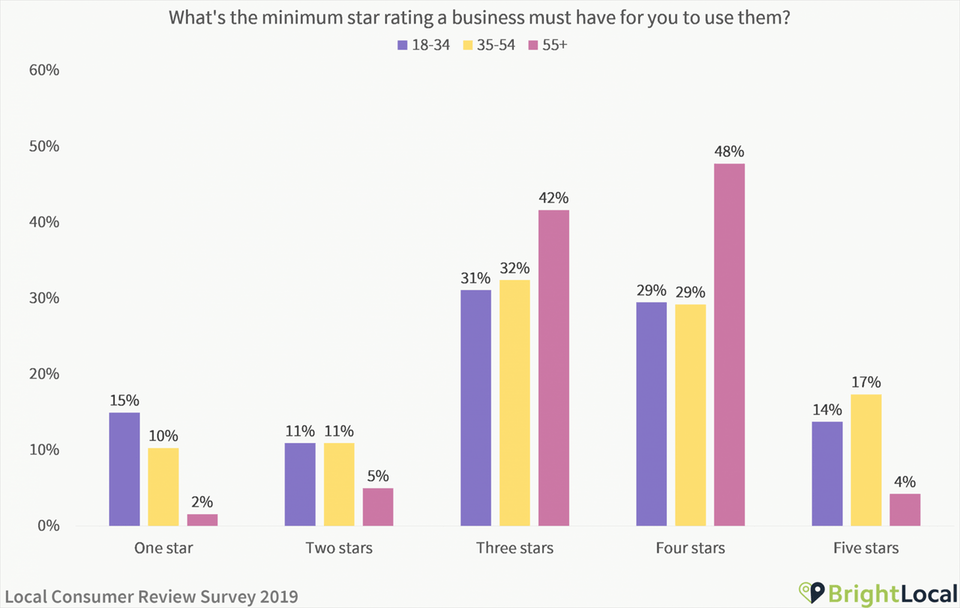 What's the minimum star rating a business must have for you to use them?
18-34 35-54 55+
60%
50%
40%
30%
20%
10%
0%
15% 10% 2%
11% 11% 5%
31% 32% 42%
29% 29% 48%
14% 17% 4%
One star Two stars Three stars Four stars Five stars
Local Consumer Review Survey 2019
BrightLocal